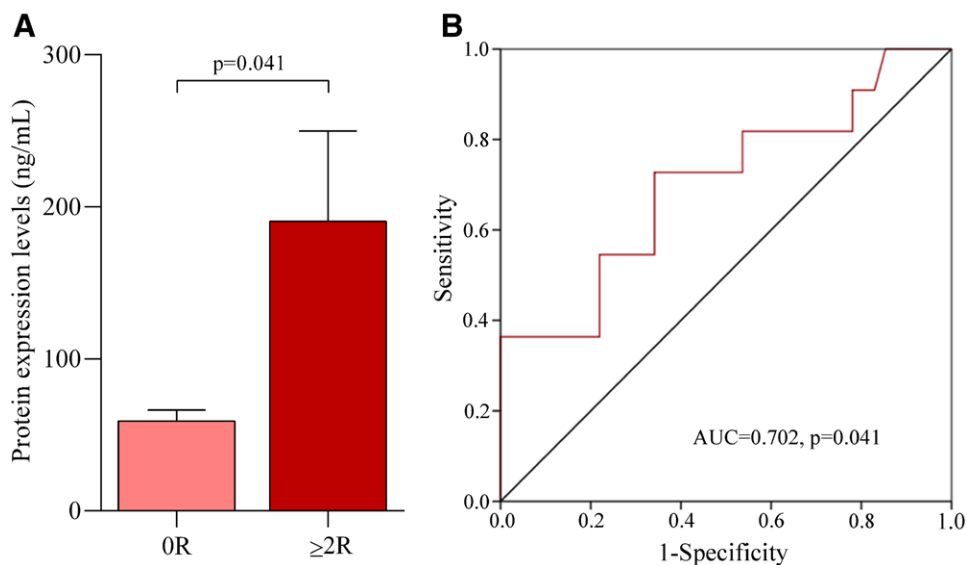 A
Protein expression levels (ng/mL)
300
200
100
0
p=0.041
0R
≥2R
B
Sensitivity
1.0
0.8
0.6
0.4
0.2
0.0
AUC=0.702, p=0.041
0.0 0.2 0.4 0.6 0.8 1.0
1-Specificity